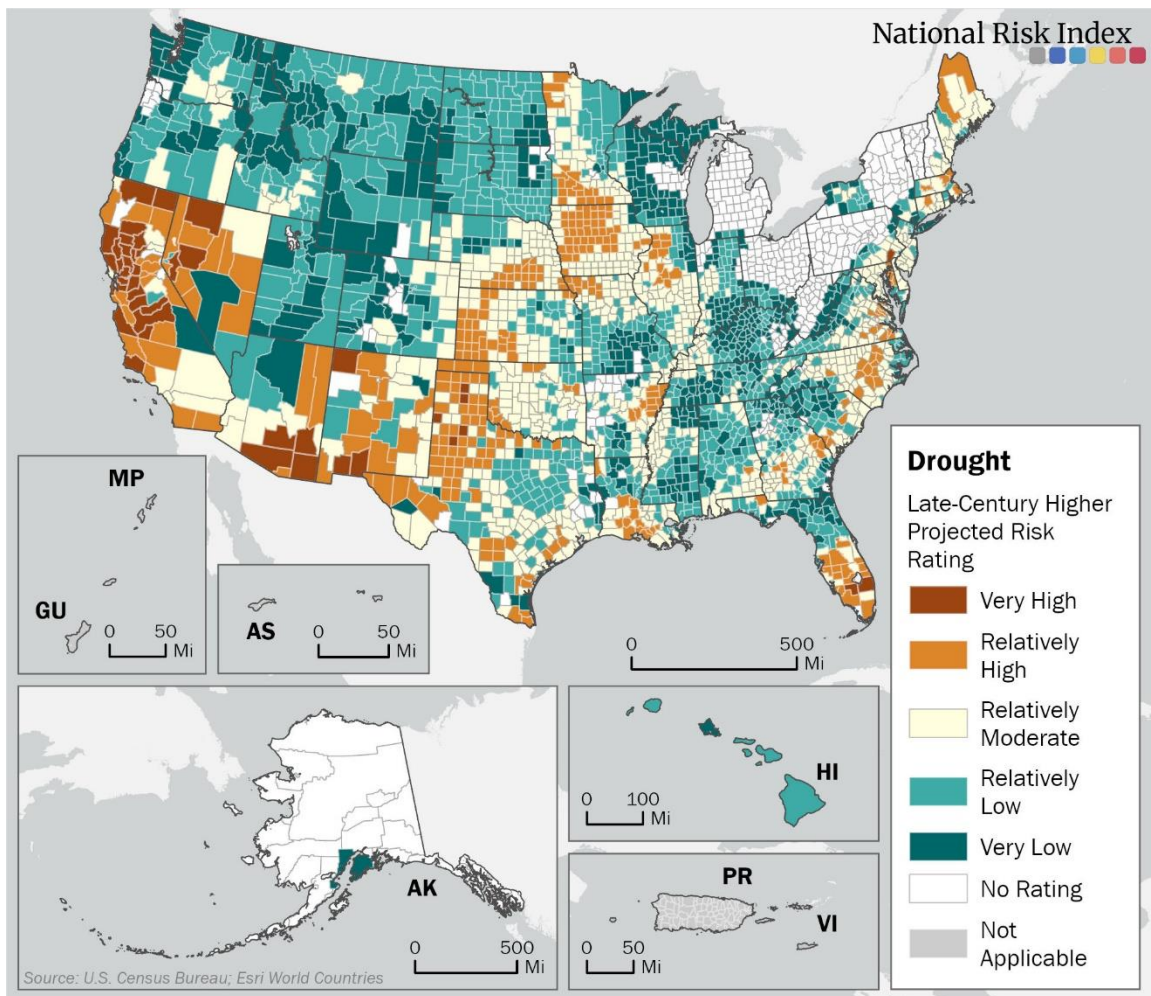 National Risk Index
MP
GU
0 50
Mi
AS
0 50
Mi
0 500
Mi
AK
0 500
Mi
Source: U.S. Census Bureau; Esri World Countries
HI
0 100
Mi
PR
VI
0 50
Mi
Drought
Late-Century Higher
Projected Risk
Rating
Very High
Relatively
High
Relatively
Moderate
Relatively
Low
Very Low
No Rating
Not
Applicable